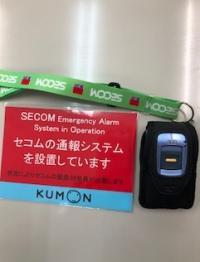 SECOM SECOM
SECOM Emergency Alarm
System in Operation
セコムの通報システム
を設置しています
KUMON